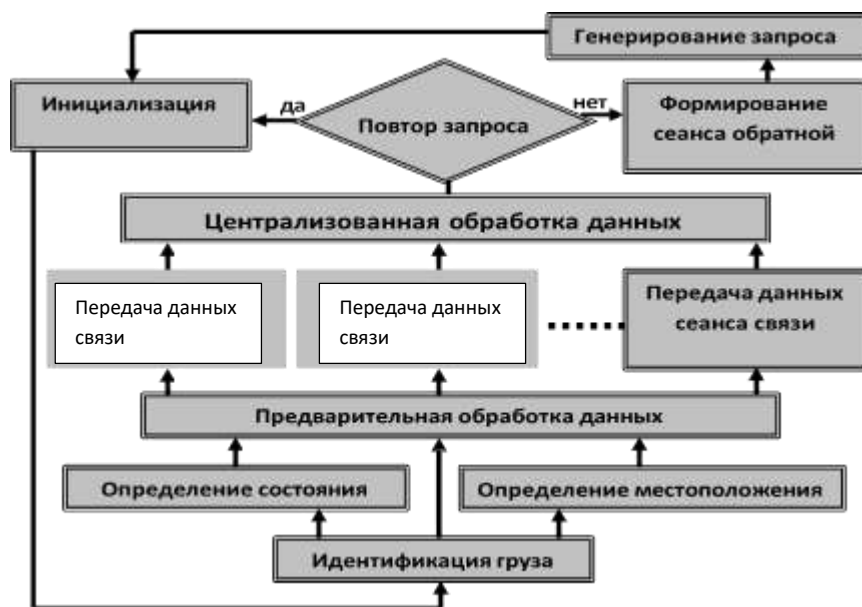 Генерирование запроса
Инициализация
да
Повтор запроса
нет
Формирование
сеанса обратной
Централизованная обработка данных
Передача данных
связи
Передача данных
связи
Передача данных
сеанса связи
Предварительная обработка данных
Определение состояния
Определение местоположения
Идентификация груза